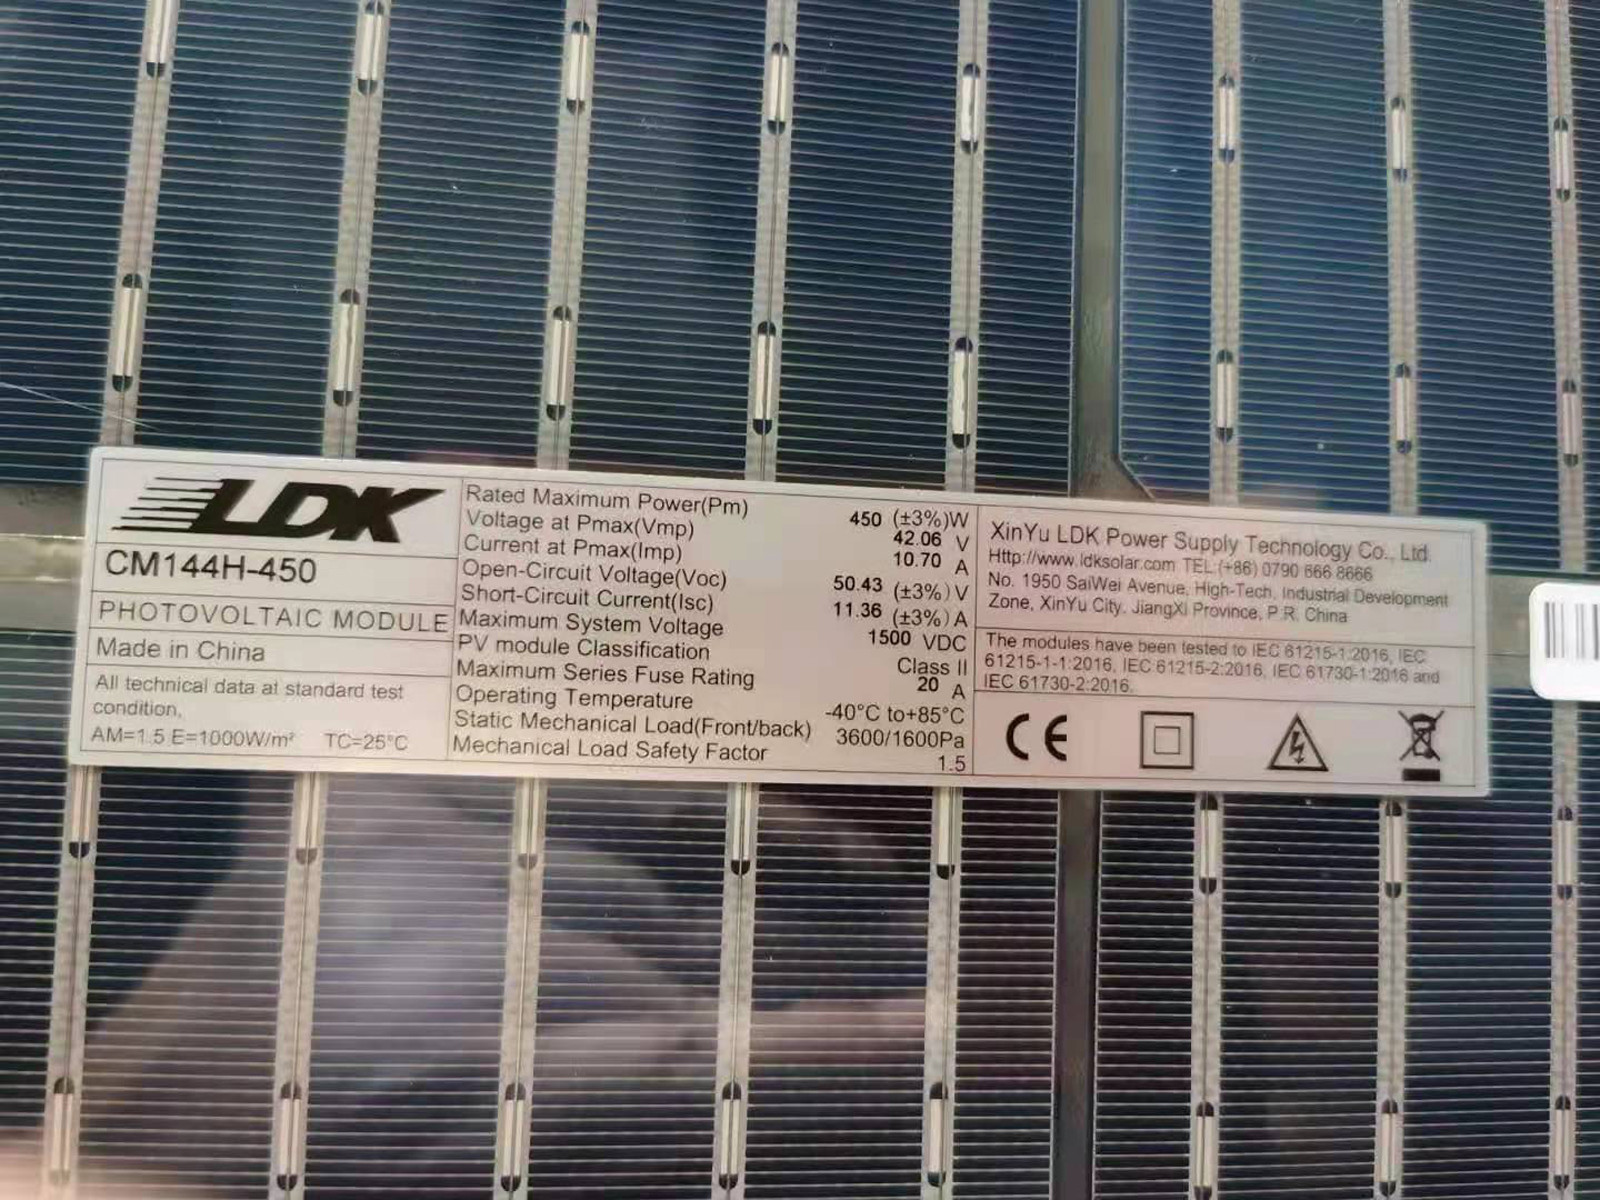 LDK
CM144H-450
PHOTOVOLTAIC MODULE
Made in China
All technical data at standard test
condition,
AM=1.5 E=1000W/m² TC=25°C
Rated Maximum Power(Pm) 450 (±3%)W
Voltage at Pmax(Vmp) 42.06 V
Current at Pmax(Imp) 10.70 A
Open-Circuit Voltage(Voc) 50.43 (±3%)V
Short-Circuit Current(Isc) 11.36 (±3%)A
Maximum System Voltage 1500 VDC
PV module Classification Class II
Maximum Series Fuse Rating 20 A
Operating Temperature -40°C to+85°C
Static Mechanical Load(Front/back) 3600/1600Pa
Mechanical Load Safety Factor 1.5
XinYu LDK Power Supply Technology Co., Ltd.
Http://www.ldksolar.com TEL:(+86) 0790 666 8666
No. 1950 SaiWei Avenue, High-Tech, Industrial Development
Zone, XinYu City, JiangXi Province, P.R. China
The modules have been tested to IEC 61215-1:2016, IEC
61215-1-1:2016, IEC 61215-2:2016, IEC 61730-1:2016 and
IEC 61730-2:2016.
CE